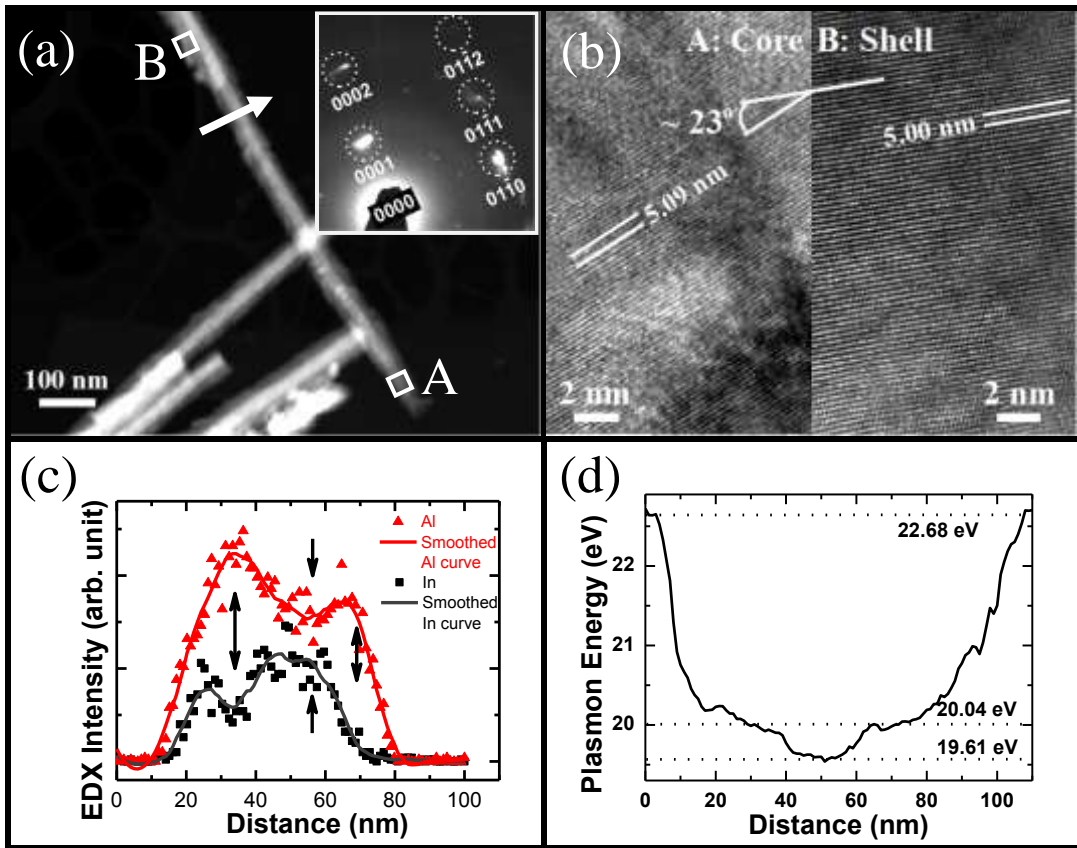 (a)
B
A
100 nm
0002
0001
0000
0112
0111
0110
(b)
A: Core B: Shell
~ 23°
5.09 nm
5.00 nm
2 nm
2 nm
(c)
EDX Intensity (arb. unit)
Al
Smoothed
Al curve
In
Smoothed
In curve
0 20 40 60 80 100
Distance (nm)
(d)
Plasmon Energy (eV)
22
21
20
22.68 eV
20.04 eV
19.61 eV
0 20 40 60 80 100
Distance (nm)